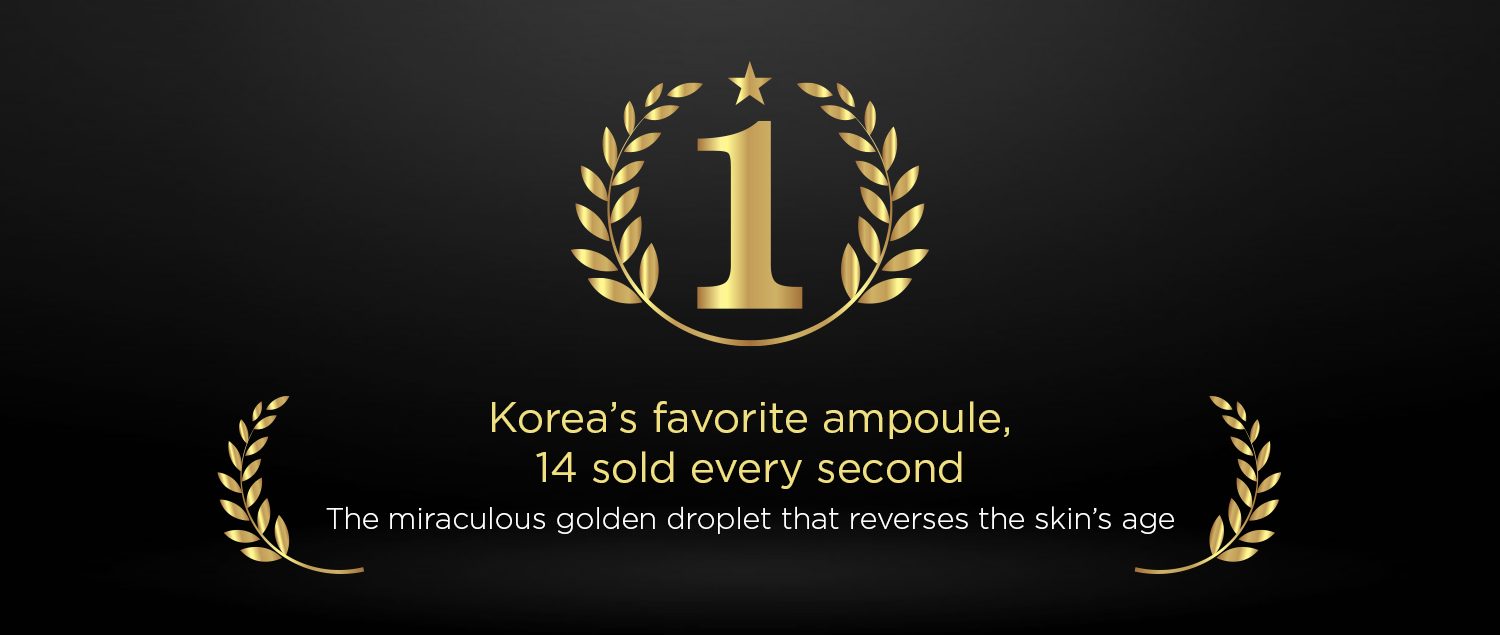 1
Korea’s favorite ampoule,
14 sold every second
The miraculous golden droplet that reverses the skin’s age